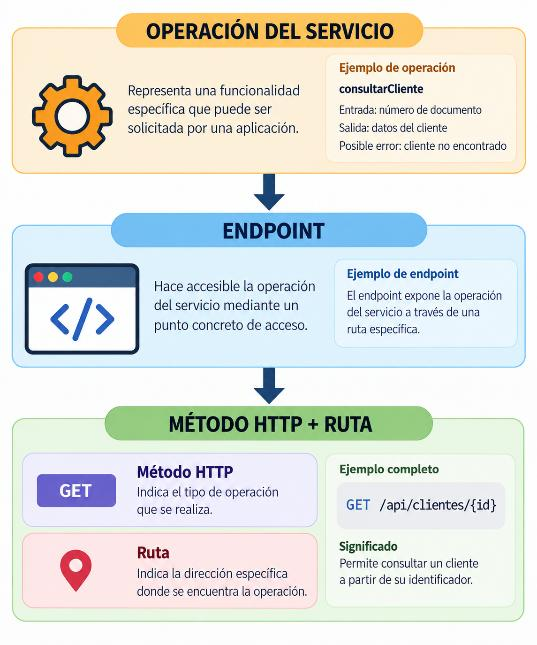 OPERACIÓN DEL SERVICIO
Representa una funcionalidad
específica que puede ser
solicitada por una aplicación.
Ejemplo de operación
consultarCliente
Entrada: número de documento
Salida: datos del cliente
Posible error: cliente no encontrado
ENDPOINT
</>
Hace accesible la operación
del servicio mediante un
punto concreto de acceso.
Ejemplo de endpoint
El endpoint expone la operación
del servicio a través de una
ruta específica.
MÉTODO HTTP + RUTA
GET
Método HTTP
Indica el tipo de operación
que se realiza.
Ruta
Indica la dirección específica
donde se encuentra la operación.
Ejemplo completo
GET /api/clientes/{id}
Significado
Permite consultar un cliente
a partir de su identificador.